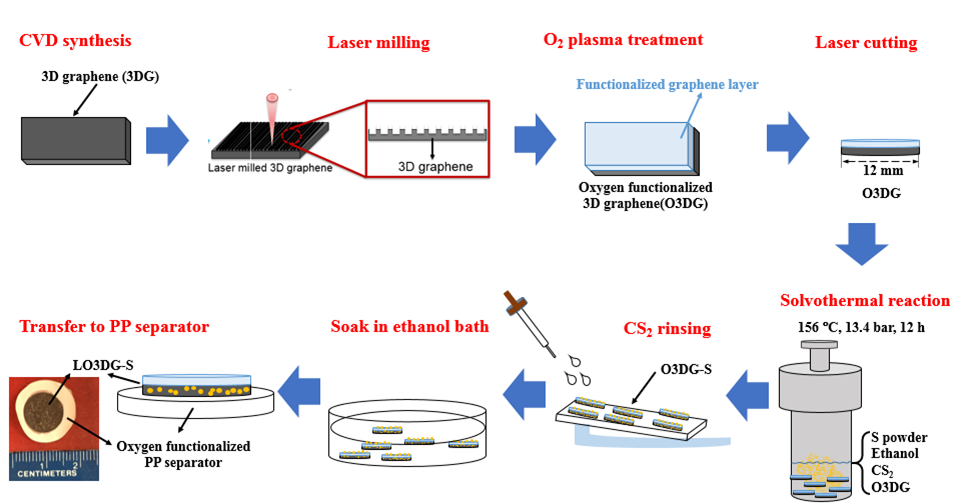 CVD synthesis
3D graphene (3DG)
Laser milling
Laser milled 3D graphene
3D graphene
O₂ plasma treatment
Functionalized graphene layer
Oxygen functionalized
3D graphene(O3DG)
Laser cutting
12 mm
O3DG
Solvothermal reaction
156 ºC, 13.4 bar, 12 h
S powder
Ethanol
CS₂
O3DG
CS₂ rinsing
O3DG-S
Soak in ethanol bath
Transfer to PP separator
LO3DG-S
Oxygen functionalized
PP separator
1 2
CENTIMETERS